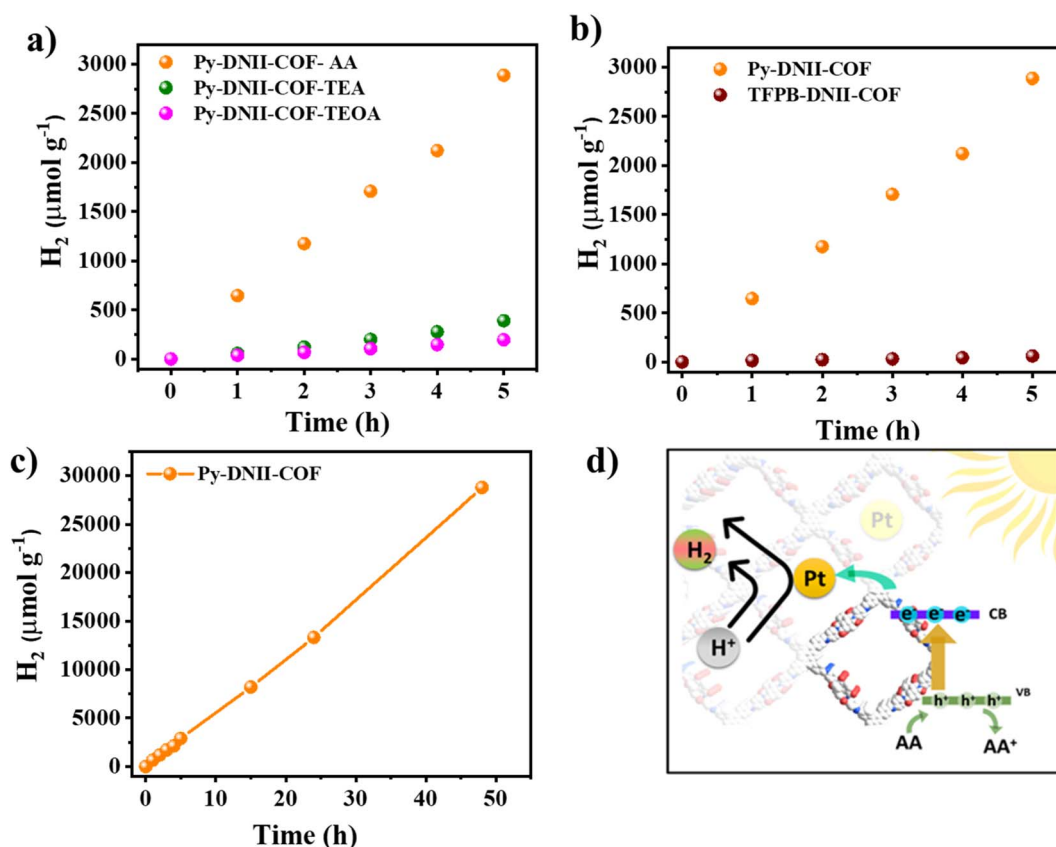 a)
Py-DNII-COF- AA
Py-DNII-COF-TEA
Py-DNII-COF-TEOA
3000
2500
2000
1500
1000
500
0
H₂ (μmol g⁻¹)
0 1 2 3 4 5
Time (h)
b)
Py-DNII-COF
TFPB-DNII-COF
3000
2500
2000
1500
1000
500
0
H₂ (μmol g⁻¹)
0 1 2 3 4 5
Time (h)
c)
Py-DNII-COF
30000
25000
20000
15000
10000
5000
0
H₂ (μmol g⁻¹)
0 10 20 30 40 50
Time (h)
d)
Pt
H₂
Pt
e⁻ e⁻ e⁻ CB
H⁺
h⁺ h⁺ h⁺ VB
AA AA⁺